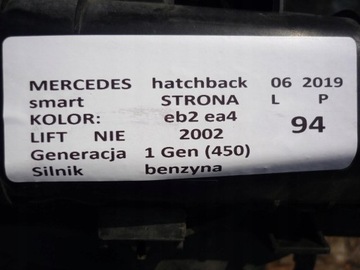 MERCEDES hatchback 06 2019
smart STRONA L P
KOLOR: eb2 ea4 94
LIFT NIE 2002
Generacja 1 Gen (450)
Silnik benzyna